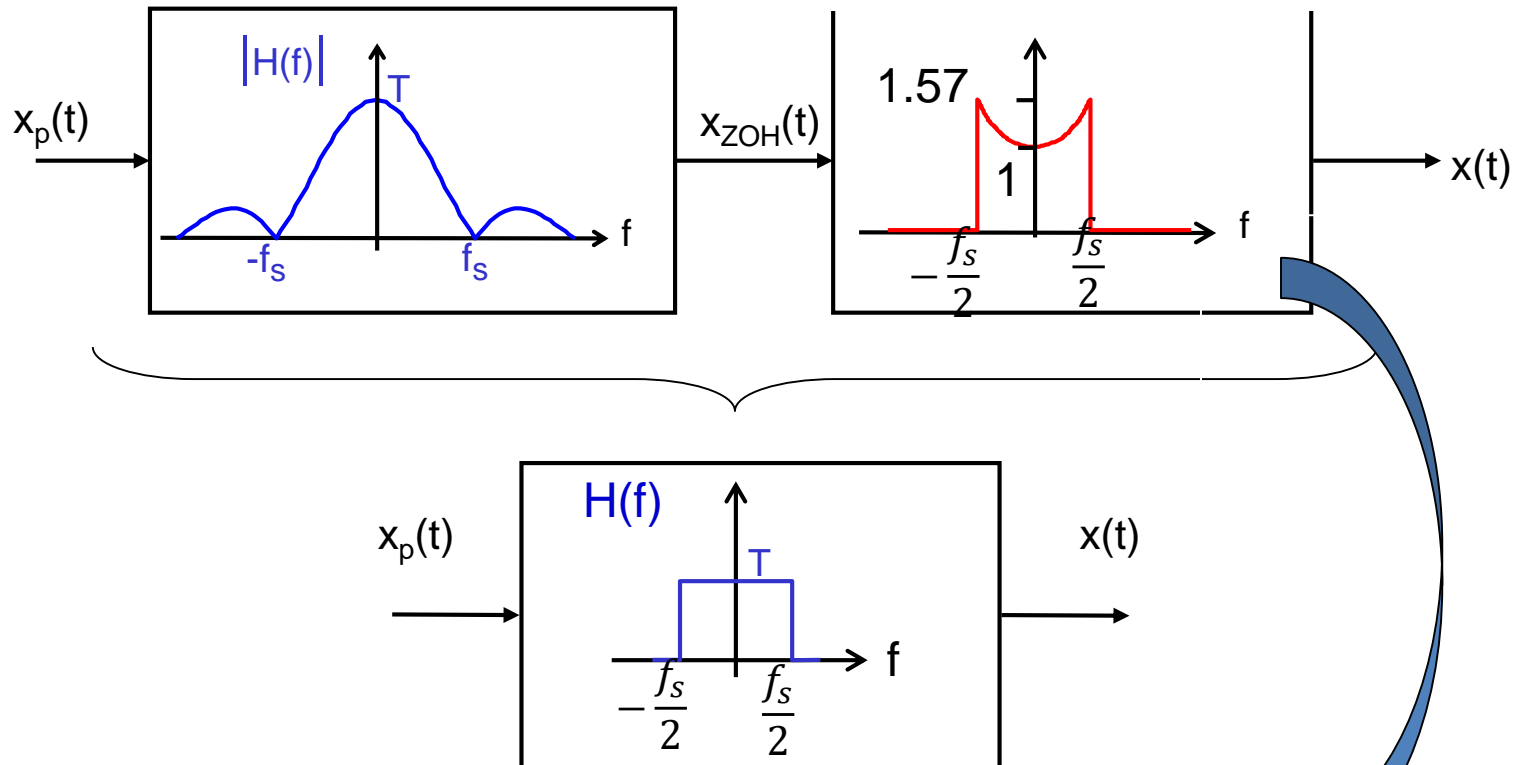 |H(f)|
T
x_p(t)
f
-f_s
f_s
x_ZOH(t)
1.57
1
f
-f_s/2
f_s/2
x(t)
H(f)
T
x_p(t)
x(t)
f
-f_s/2
f_s/2